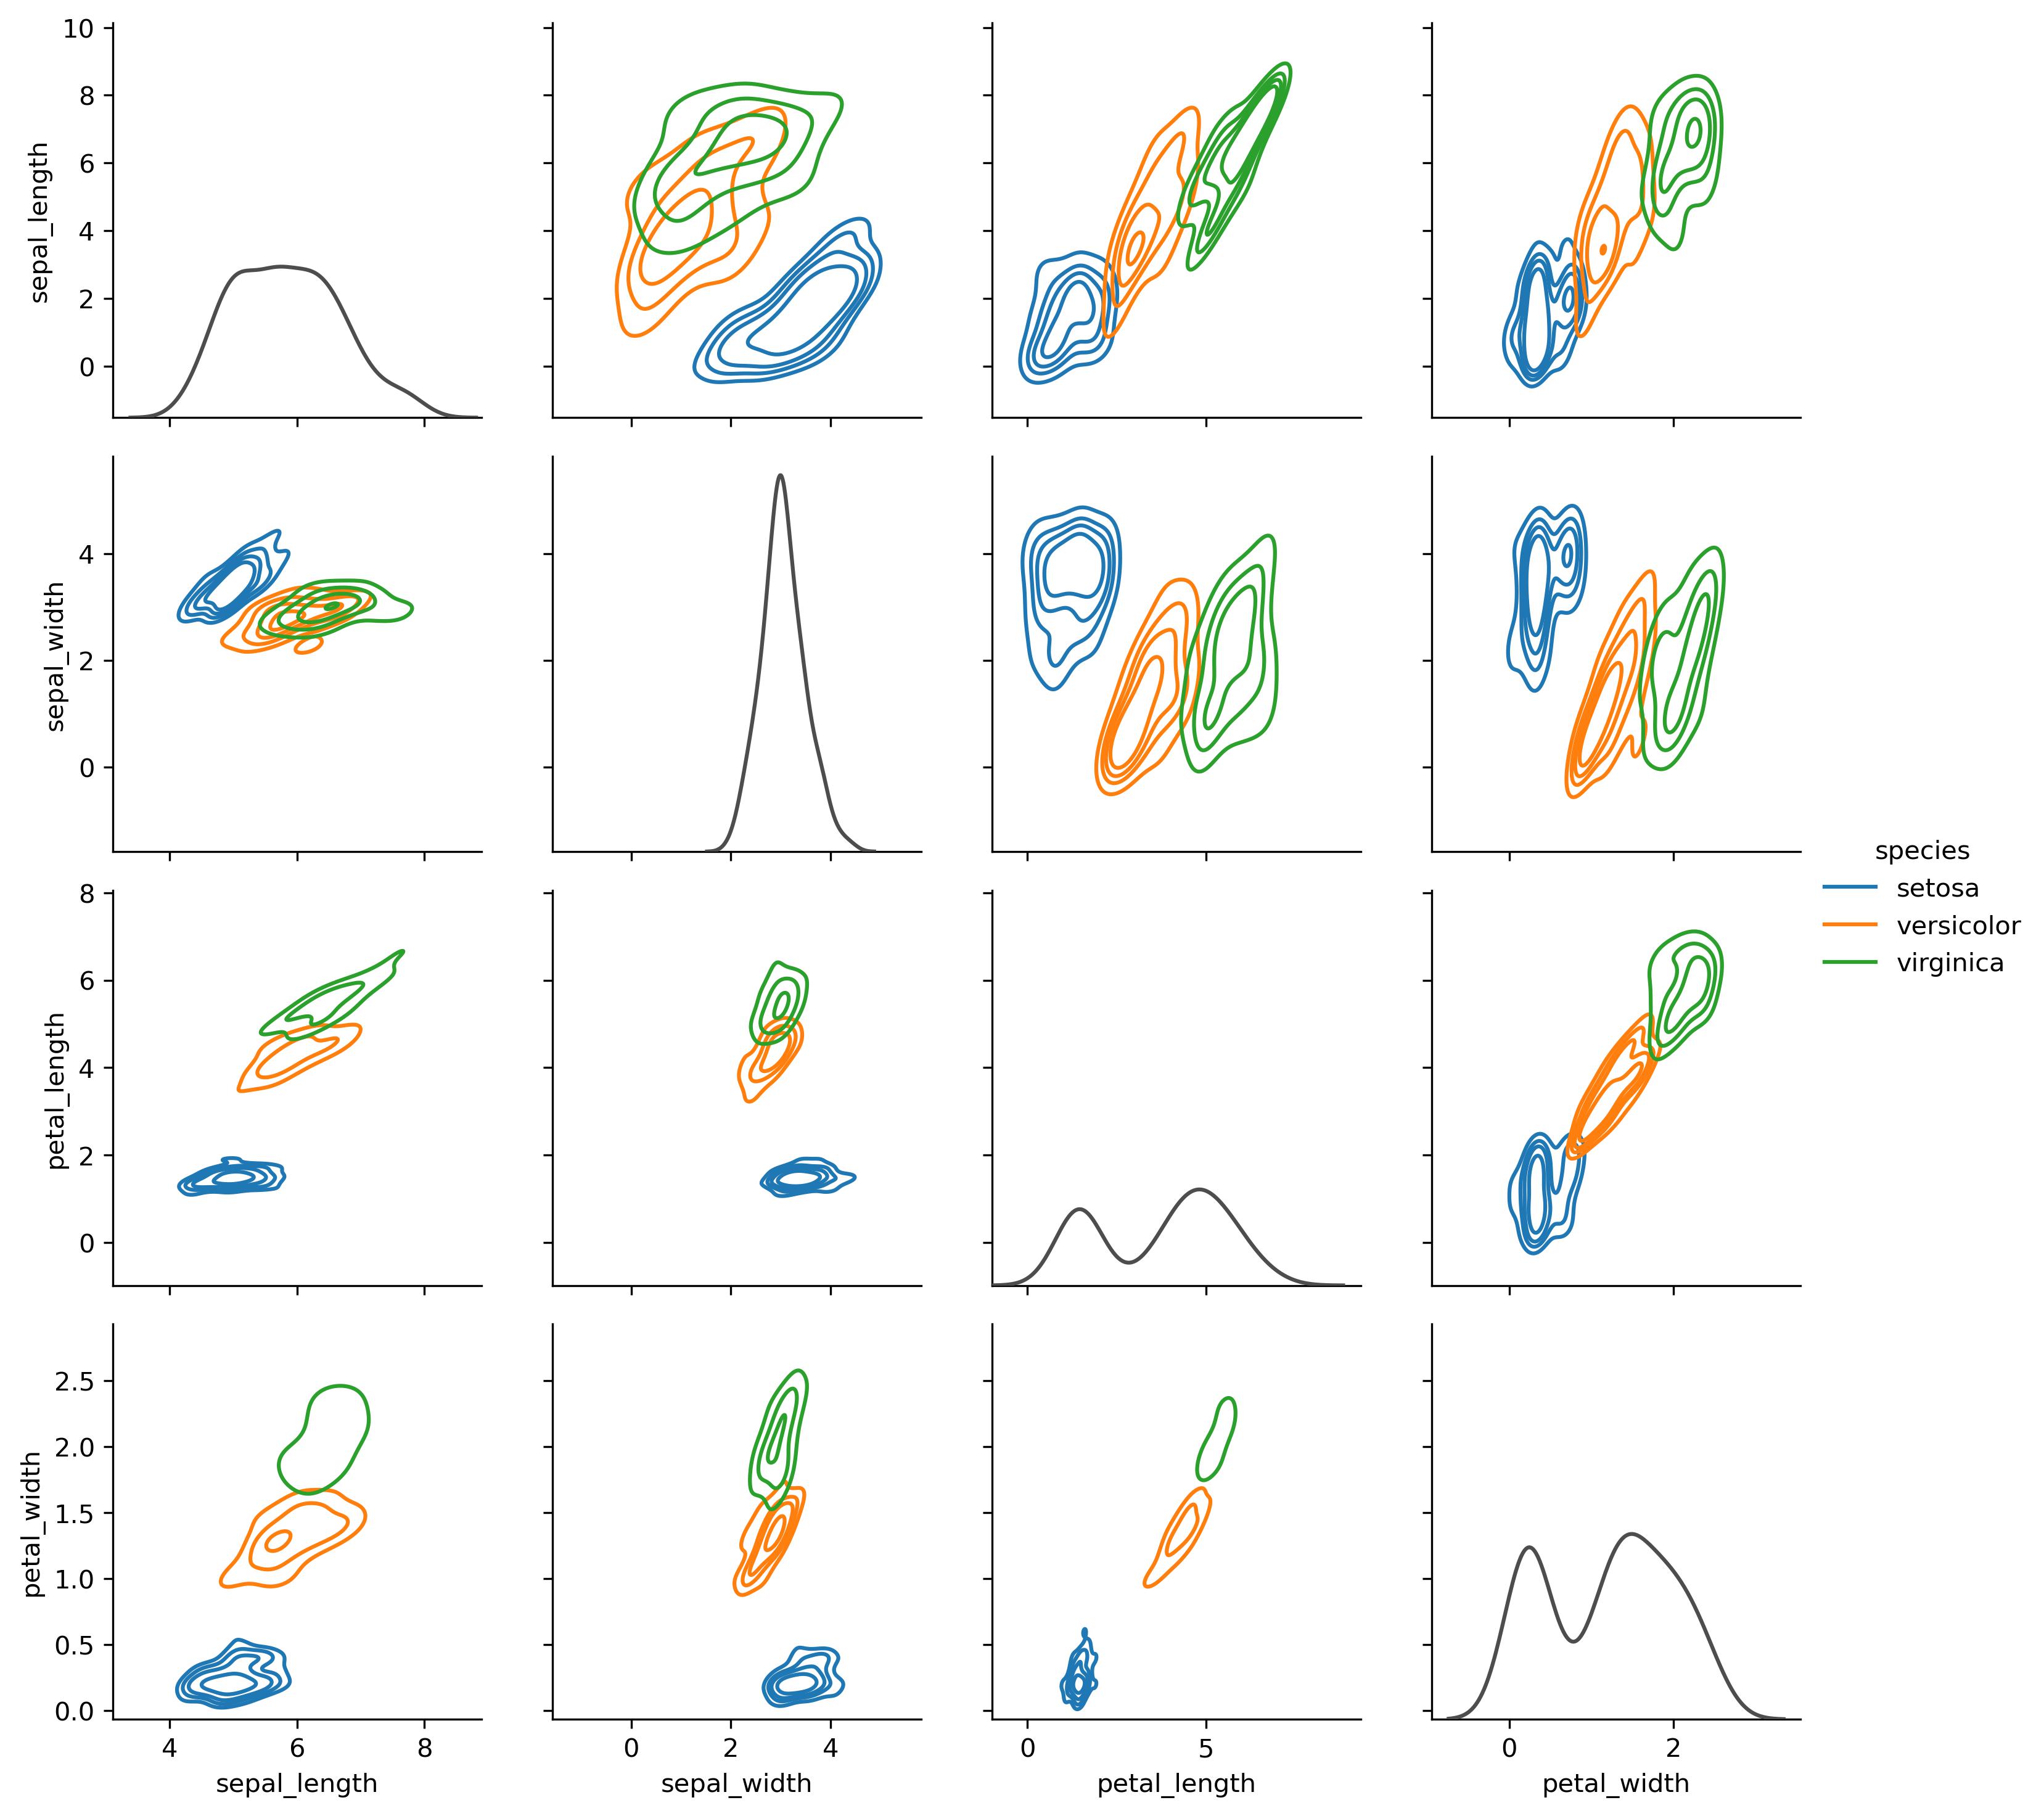 10
8
6
4
2
0
sepal_length
4
2
0
sepal_width
8
6
4
2
0
petal_length
2.5
2.0
1.5
1.0
0.5
0.0
petal_width
4 6 8
sepal_length
0 2 4
sepal_width
0 5
petal_length
0 2
petal_width
species
setosa
versicolor
virginica